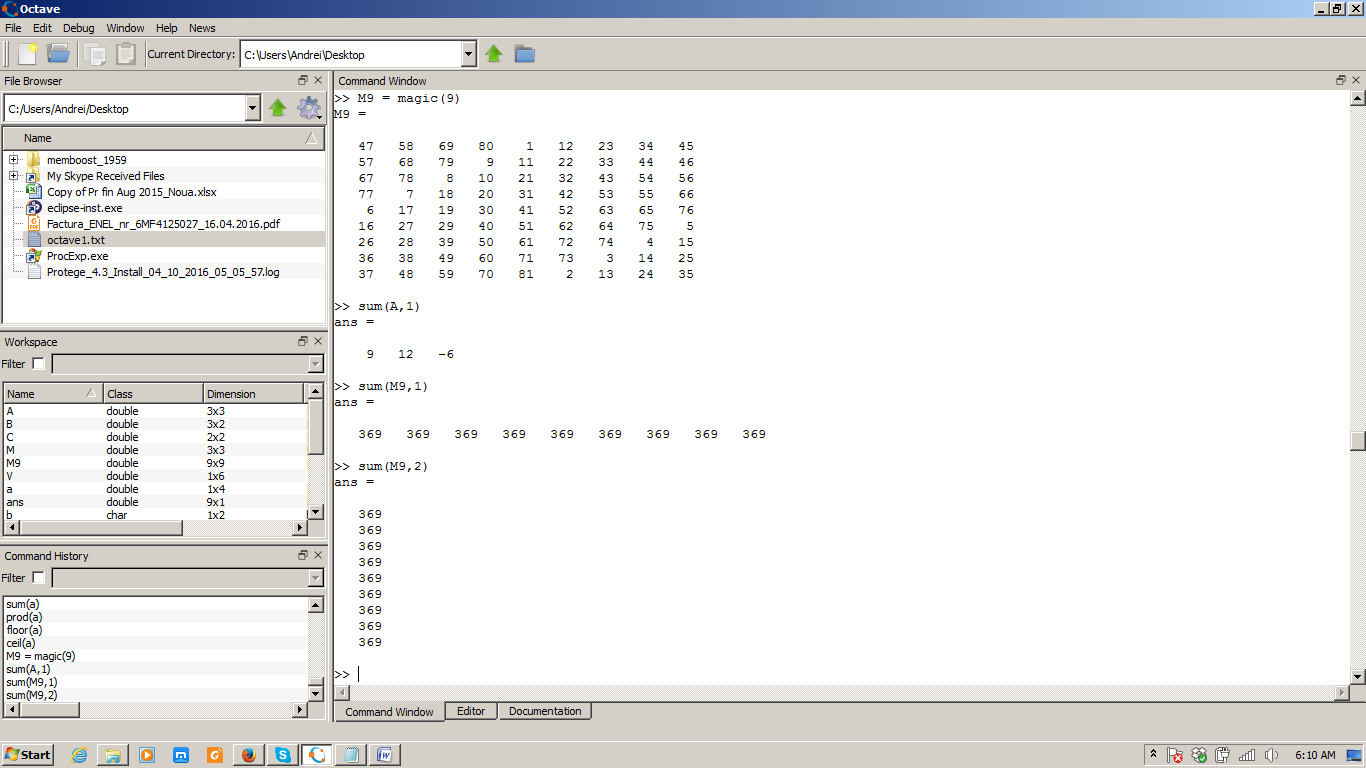 Octave
File Edit Debug Window Help News
Current Directory: C:\Users\Andrei\Desktop
File Browser
C:/Users/Andrei/Desktop
Name
memboost_1959
My Skype Received Files
Copy of Pr fin Aug 2015_Noua.xlsx
eclipse-inst.exe
Factura_ENEL_nr_6MF4125027_16.04.2016.pdf
octave1.txt
ProcExp.exe
Protege_4.3_Install_04_10_2016_05_05_57.log
Workspace
Filter
Name Class Dimension
A double 3x3
B double 3x2
C double 2x2
M double 3x3
M9 double 9x9
V double 1x6
a double 1x4
ans double 9x1
b char 1x2
Command History
Filter
sum(a)
prod(a)
floor(a)
ceil(a)
M9 = magic(9)
sum(A,1)
sum(M9,1)
sum(M9,2)
Command Window
>> M9 = magic(9)
M9 =
47 58 69 80 1 12 23 34 45
57 68 79 9 11 22 33 44 46
67 78 8 10 21 32 43 54 56
77 7 18 20 31 42 53 55 66
6 17 19 30 41 52 63 65 76
16 27 29 40 51 62 64 75 5
26 28 39 50 61 72 74 4 15
36 38 49 60 71 73 3 14 25
37 48 59 70 81 2 13 24 35
>> sum(A,1)
ans =
9 12 -6
>> sum(M9,1)
ans =
369 369 369 369 369 369 369 369 369
>> sum(M9,2)
ans =
369
369
369
369
369
369
369
369
369
>>
Command Window Editor Documentation
Start 6:10 AM